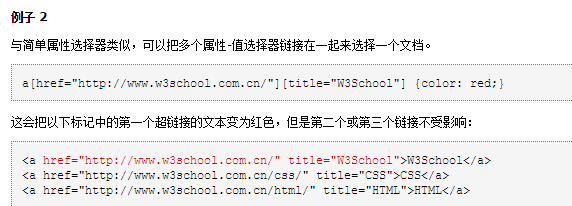 例子 2
与简单属性选择器类似，可以把多个属性-值选择器链接在一起来选择一个文档。
a[href="http://www.w3school.com.cn/"][title="W3School"] {color: red;}
这会把以下标记中的第一个超链接的文本变为红色，但是第二个或第三个链接不受影响：
<a href="http://www.w3school.com.cn/" title="W3School">W3School</a>
<a href="http://www.w3school.com.cn/css/" title="CSS">CSS</a>
<a href="http://www.w3school.com.cn/html/" title="HTML">HTML</a>